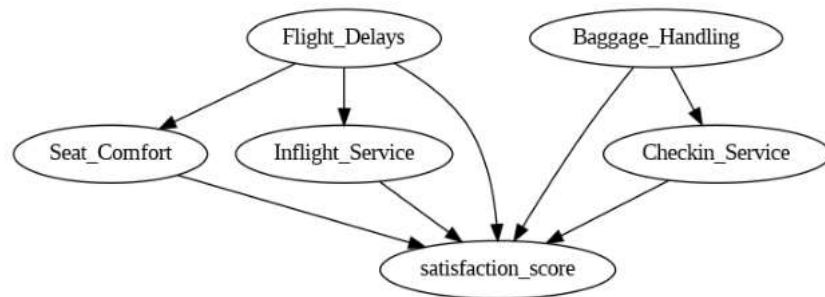 Flight_Delays
Baggage_Handling
Seat_Comfort
Inflight_Service
Checkin_Service
satisfaction_score